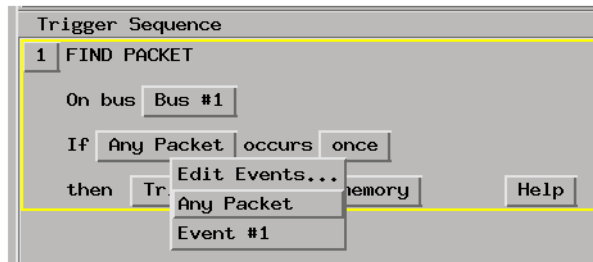 Trigger Sequence
1 FIND PACKET
On bus Bus #1
If Any Packet occurs once
Edit Events...
then Tr memory Help
Any Packet
Event #1